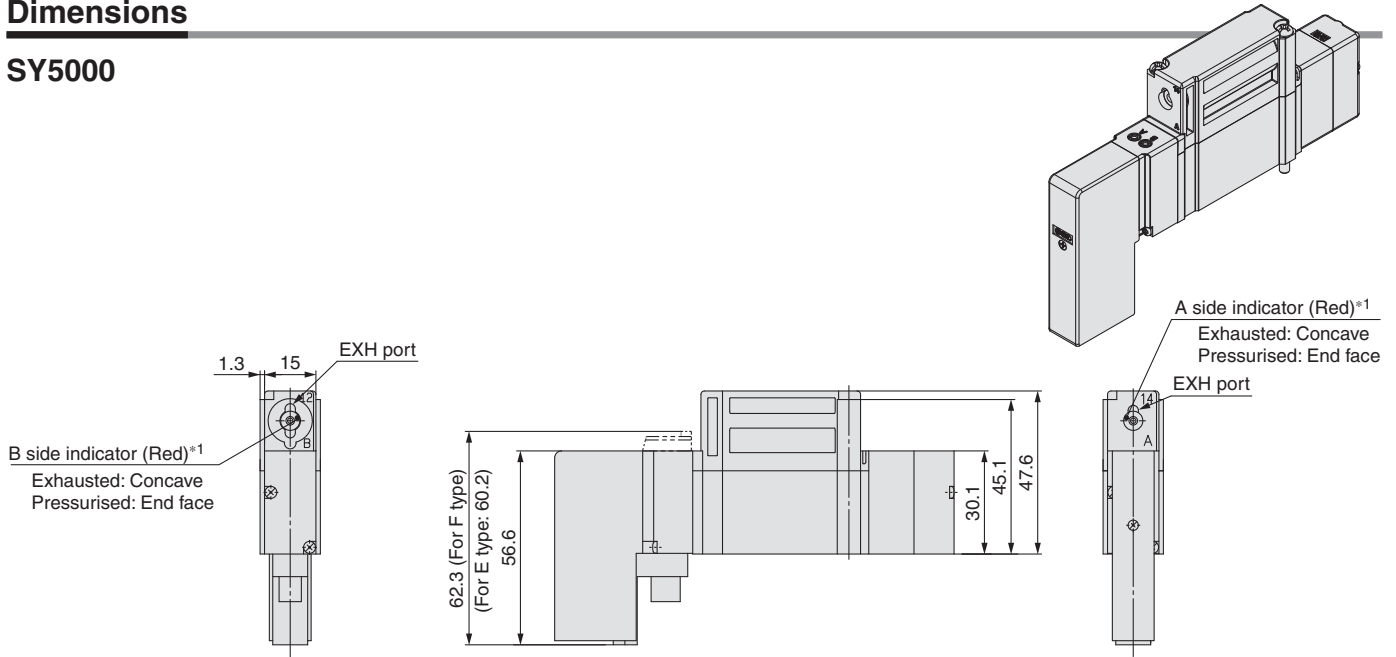 Dimensions
SY5000
A side indicator (Red)*1
Exhausted: Concave
Pressurised: End face
EXH port
14
A
EXH port
1.3
15
12
B
B side indicator (Red)*1
Exhausted: Concave
Pressurised: End face
62.3 (For F type)
(For E type: 60.2)
56.6
30.1
45.1
47.6